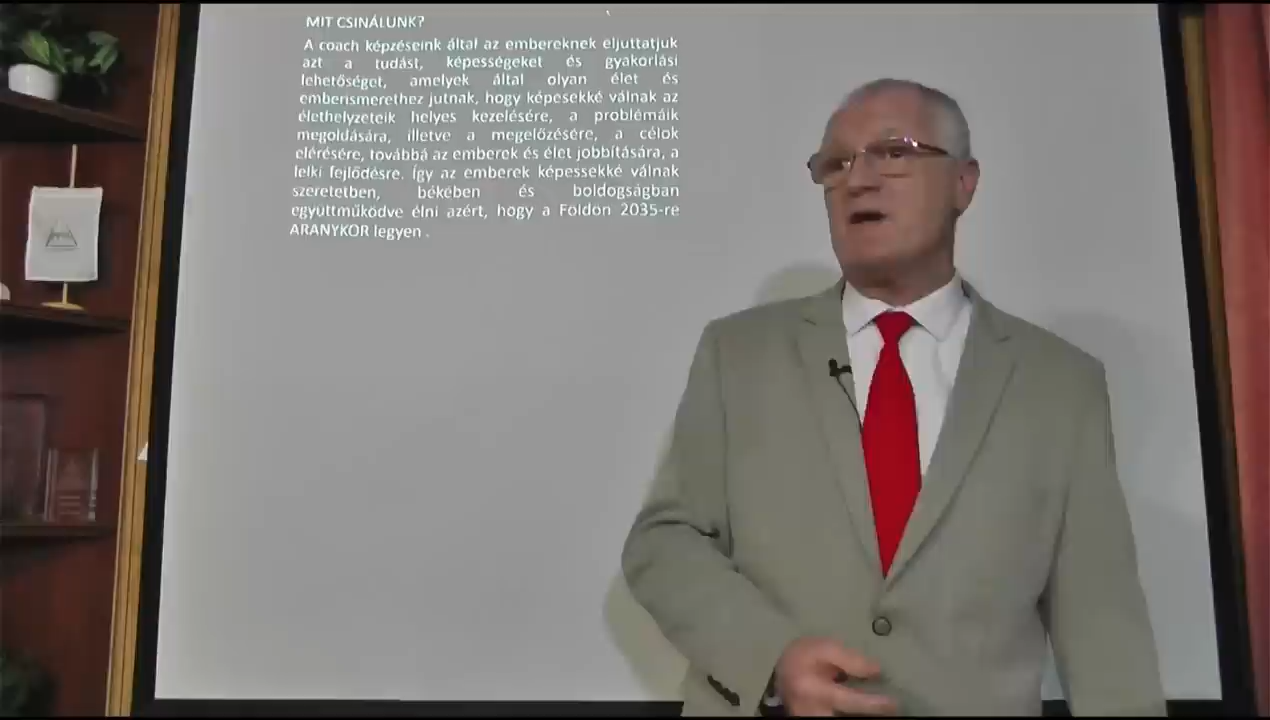 MIT CSINÁLUNK?
A coach képzéseink által az embereknek eljuttatjuk
azt a tudást, képességeket és gyakorlási
lehetőséget, amelyek által olyan élet és
emberismerethez jutnak, hogy képesekké válnak az
élethelyzeteik helyes kezelésére, a problémáik
megoldására, illetve a megelőzésére, a célok
elérésére, továbbá az emberek és élet jobbítására, a
lelki fejlődésre. Így az emberek képessekké válnak
szeretetben, békében és boldogságban
együttműködve élni azért, hogy a Földön 2035-re
ARANYKOR legyen .